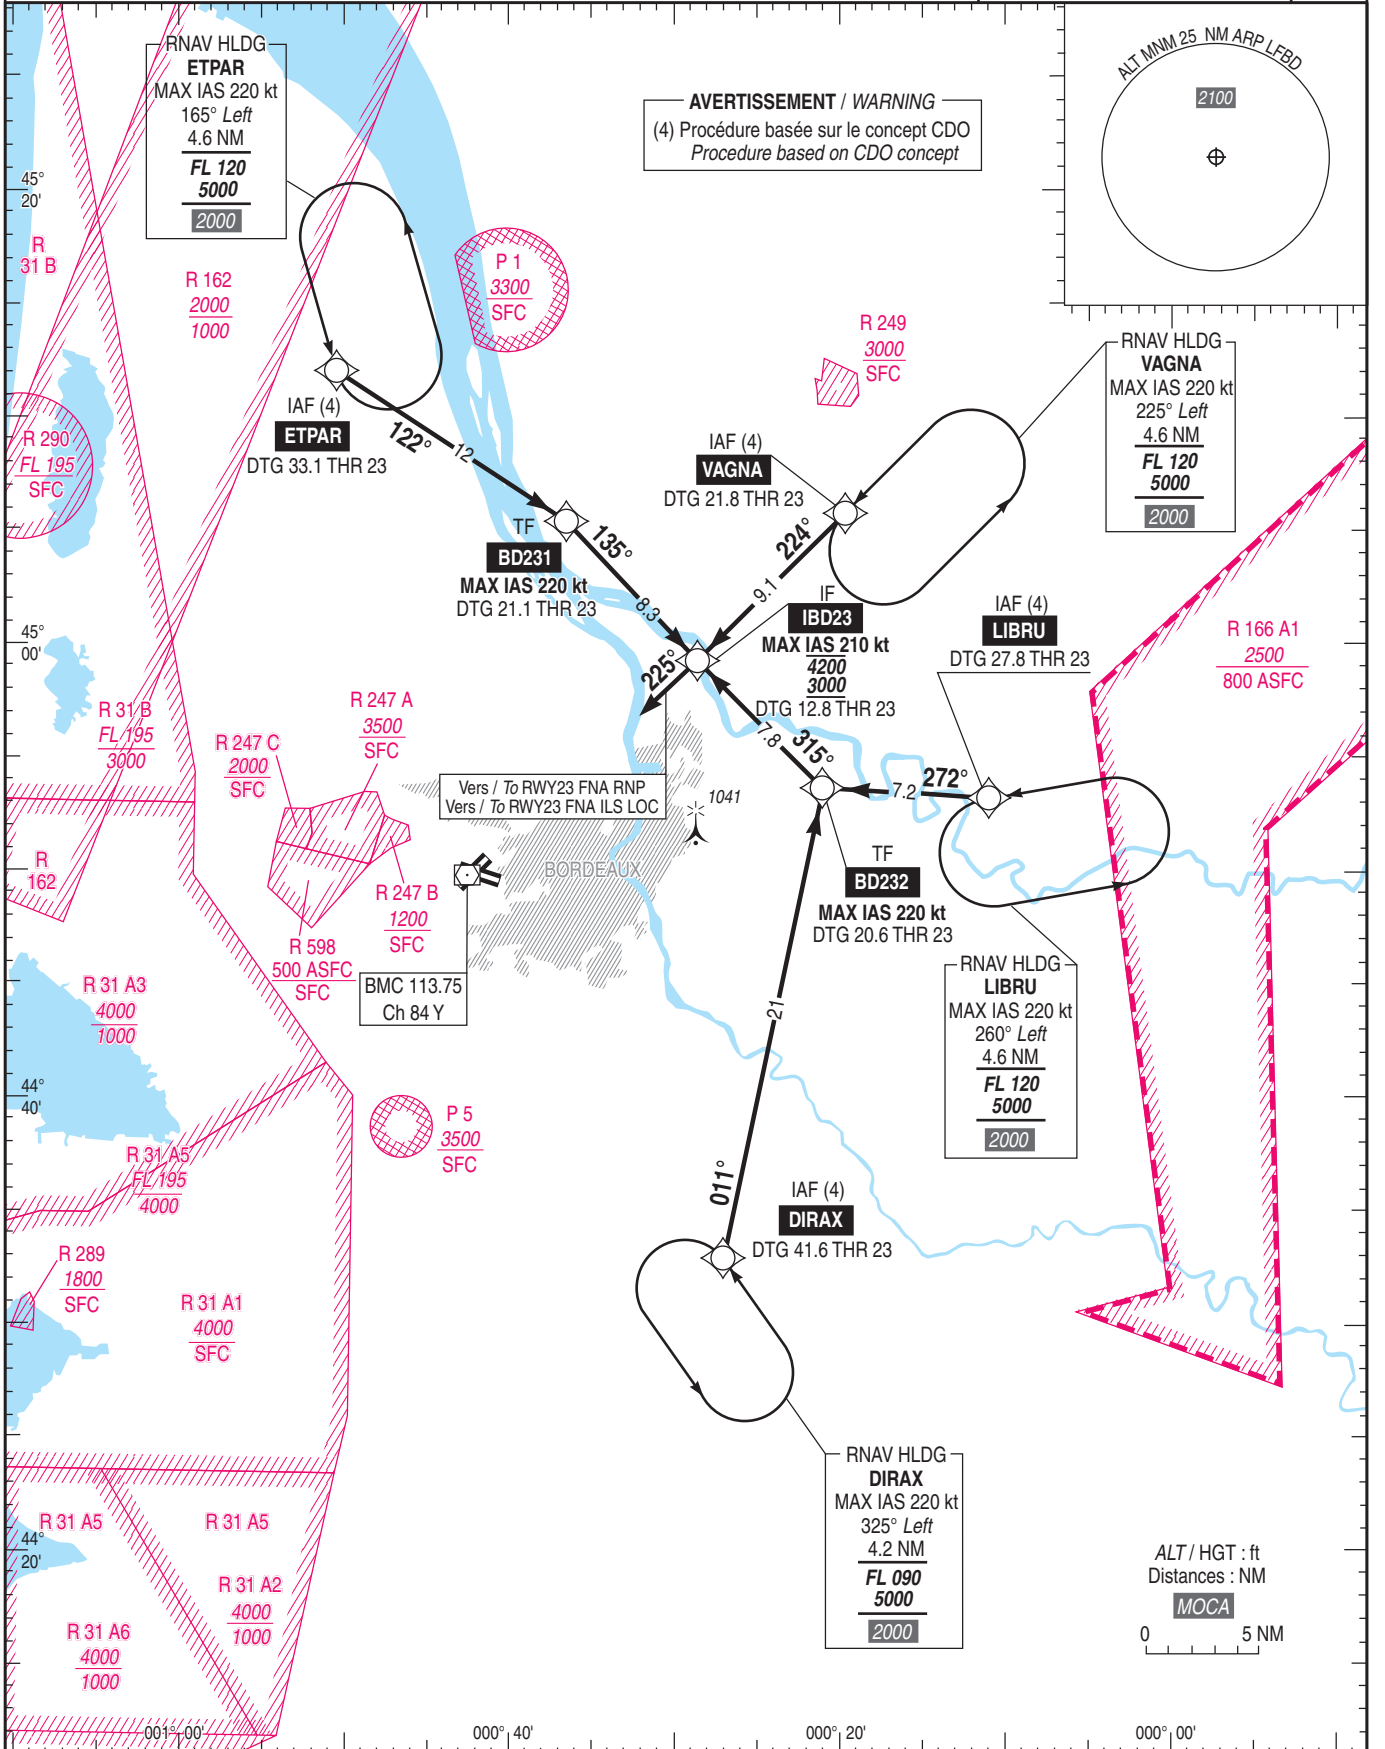 RNAV HLDG
ETPAR
MAX IAS 220 kt
165° Left
4.6 NM
FL 120
5000
2000
AVERTISSEMENT / WARNING
(4) Procédure basée sur le concept CDO
Procedure based on CDO concept
ALT MNM 25 NM ARP LFBD
2100
45°
20'
R
31 B
R 162
2000
1000
P 1
3300
SFC
R 249
3000
SFC
RNAV HLDG
VAGNA
MAX IAS 220 kt
225° Left
4.6 NM
FL 120
5000
2000
IAF (4)
ETPAR
DTG 33.1 THR 23
122°
12
R 290
FL 195
SFC
IAF (4)
VAGNA
DTG 21.8 THR 23
224°
9.1
TF
BD231
MAX IAS 220 kt
DTG 21.1 THR 23
135°
8.3
IF
IBD23
MAX IAS 210 kt
4200
3000
DTG 12.8 THR 23
IAF (4)
LIBRU
DTG 27.8 THR 23
R 166 A1
2500
800 ASFC
45°
00'
225°
R 31 B
FL 195
3000
R 247 A
3500
SFC
R 247 C
2000
SFC
7.8
315°
7.2
272°
Vers / To RWY23 FNA RNP
Vers / To RWY23 FNA ILS LOC
1041
R
162
BORDEAUX
R 247 B
1200
SFC
TF
BD232
MAX IAS 220 kt
DTG 20.6 THR 23
R 598
500 ASFC
SFC
BMC 113.75
Ch 84 Y
RNAV HLDG
LIBRU
MAX IAS 220 kt
260° Left
4.6 NM
FL 120
5000
2000
R 31 A3
4000
1000
21
44°
40'
P 5
3500
SFC
R 31 A5
FL 195
4000
011°
IAF (4)
DIRAX
DTG 41.6 THR 23
R 289
1800
SFC
R 31 A1
4000
SFC
RNAV HLDG
DIRAX
MAX IAS 220 kt
325° Left
4.2 NM
FL 090
5000
2000
R 31 A5
R 31 A5
44°
20'
R 31 A2
4000
1000
R 31 A6
4000
1000
ALT / HGT : ft
Distances : NM
MOCA
0 5 NM
001° 00'
000° 40'
000° 20'
000° 00'